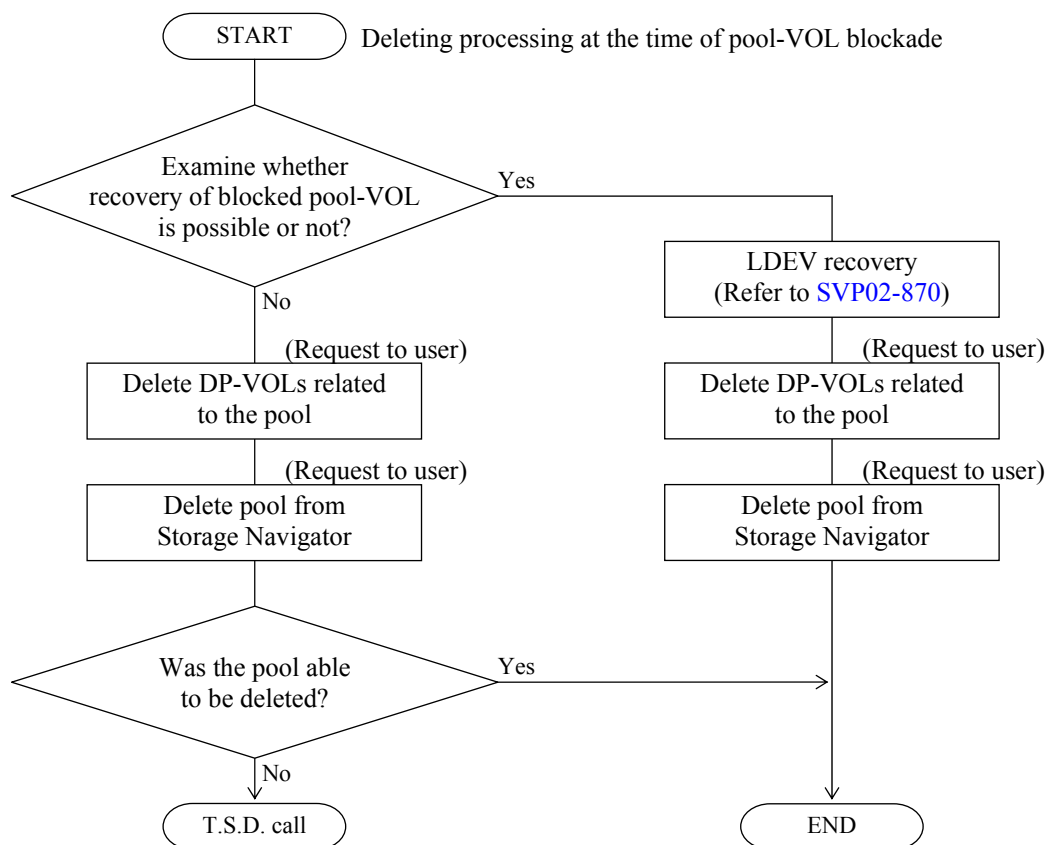 START
Deleting processing at the time of pool-VOL blockade
Examine whether
recovery of blocked pool-VOL
is possible or not?
Yes
No
LDEV recovery
(Refer to SVP02-870)
(Request to user)
Delete DP-VOLs related
to the pool
(Request to user)
Delete pool from
Storage Navigator
(Request to user)
Delete DP-VOLs related
to the pool
(Request to user)
Delete pool from
Storage Navigator
Was the pool able
to be deleted?
Yes
No
T.S.D. call
END